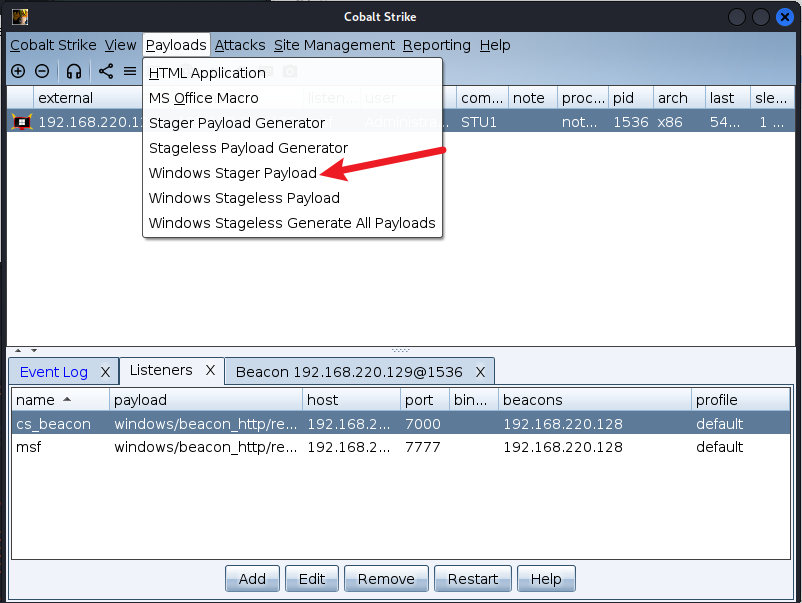 Cobalt Strike
Cobalt Strike View Payloads Attacks Site Management Reporting Help
HTML Application
MS Office Macro
Stager Payload Generator
Stageless Payload Generator
Windows Stager Payload
Windows Stageless Payload
Windows Stageless Generate All Payloads
external com... note proc... pid arch last sle...
192.168.220.1 STU1 not... 1536 x86 54... 1 ...
Event Log X Listeners X Beacon 192.168.220.129@1536 X
name payload host port bin... beacons profile
cs_beacon windows/beacon_http/re... 192.168.2... 7000 192.168.220.128 default
msf windows/beacon_http/re... 192.168.2... 7777 192.168.220.128 default
Add Edit Remove Restart Help